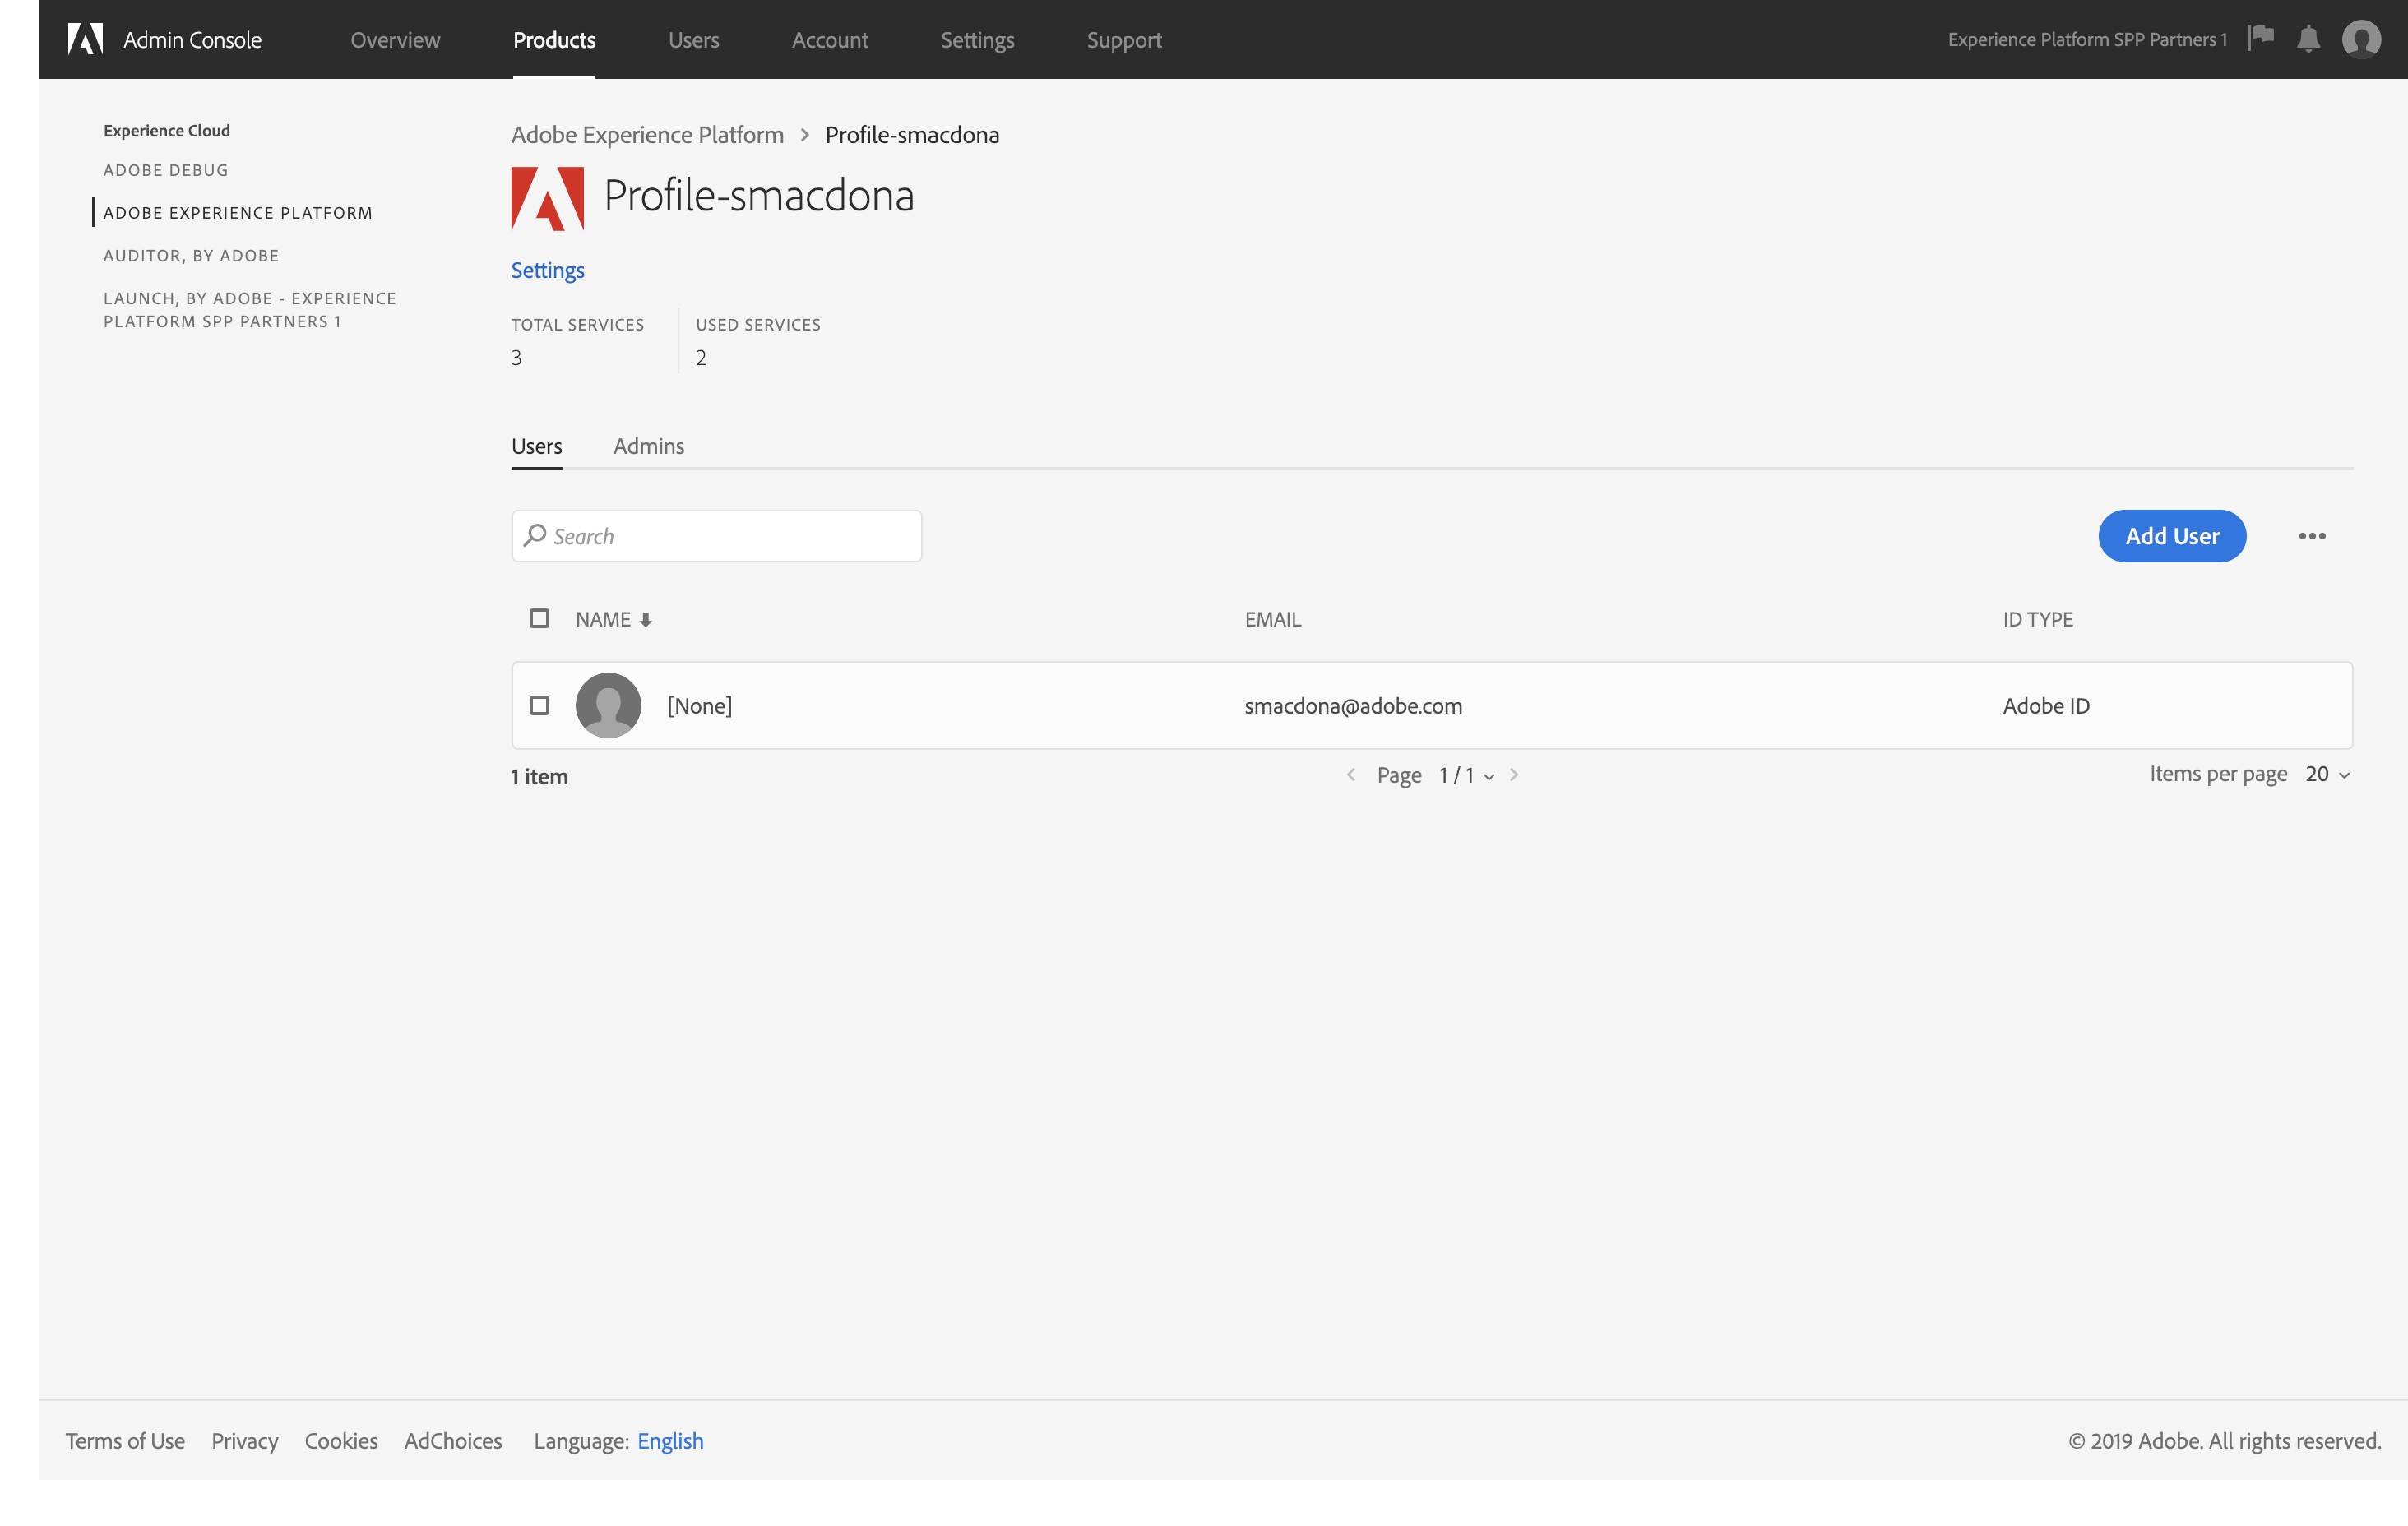 Admin Console Overview Products Users Account Settings Support Experience Platform SPP Partners 1
Experience Cloud
ADOBE DEBUG
ADOBE EXPERIENCE PLATFORM
AUDITOR, BY ADOBE
LAUNCH, BY ADOBE - EXPERIENCE
PLATFORM SPP PARTNERS 1
Adobe Experience Platform > Profile-smacdona
Profile-smacdona
Settings
TOTAL SERVICES USED SERVICES
3 2
Users Admins
Search Add User
NAME EMAIL ID TYPE
[None] smacdona@adobe.com Adobe ID
1 item Page 1 / 1 Items per page 20
Terms of Use Privacy Cookies AdChoices Language: English © 2019 Adobe. All rights reserved.